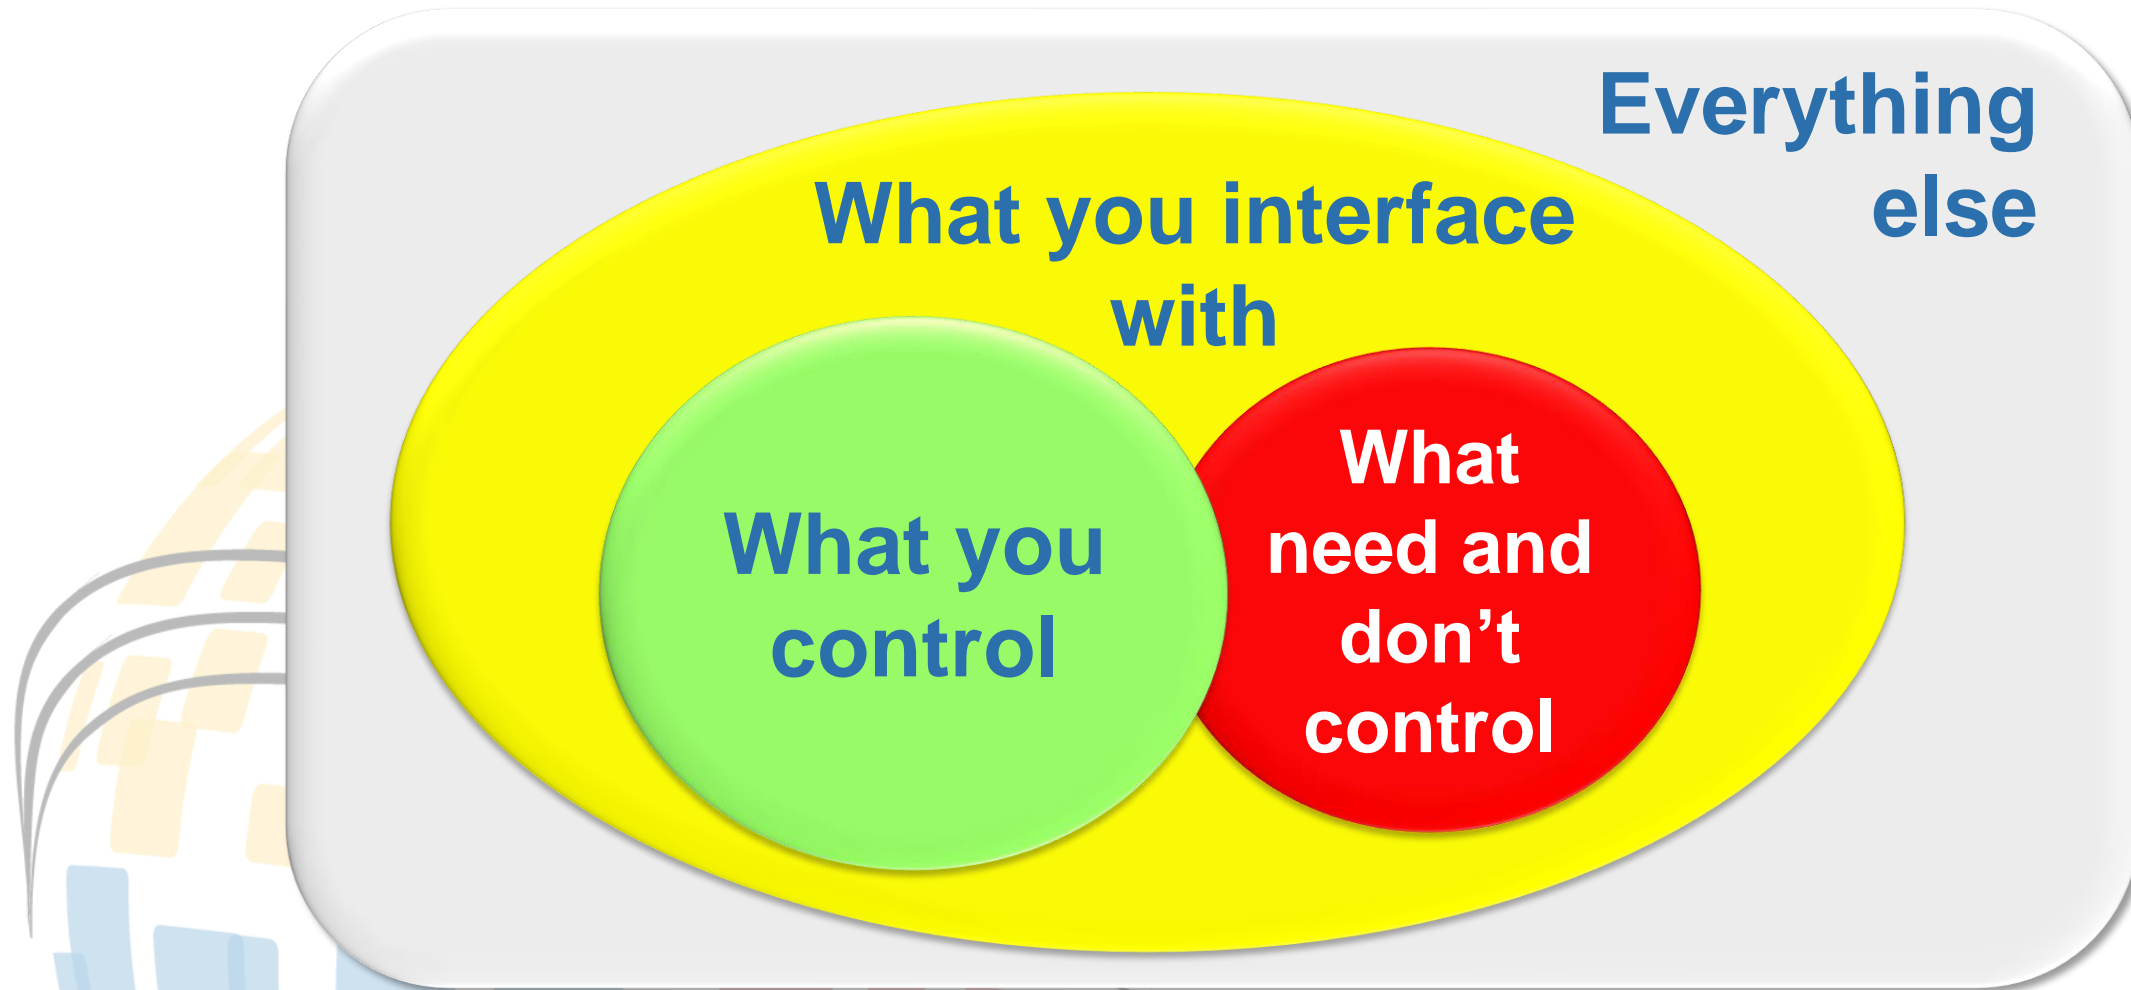 Everything
else
What you interface
with
What you
control
What
need and
don’t
control